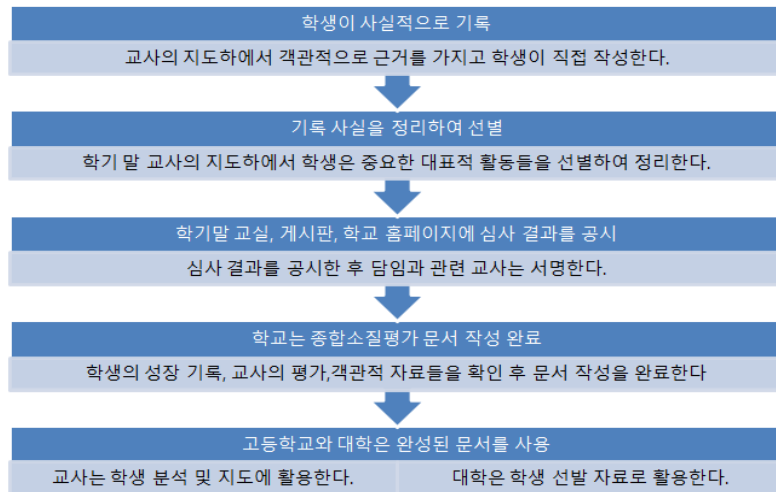 학생이 사실적으로 기록
교사의 지도하에서 객관적으로 근거를 가지고 학생이 직접 작성한다.
기록 사실을 정리하여 선별
학기 말 교사의 지도하에서 학생은 중요한 대표적 활동들을 선별하여 정리한다.
학기말 교실, 게시판, 학교 홈페이지에 심사 결과를 공시
심사 결과를 공시한 후 담임과 관련 교사는 서명한다.
학교는 종합소질평가 문서 작성 완료
학생의 성장 기록, 교사의 평가,객관적 자료들을 확인 후 문서 작성을 완료한다
고등학교와 대학은 완성된 문서를 사용
교사는 학생 분석 및 지도에 활용한다.
대학은 학생 선발 자료로 활용한다.